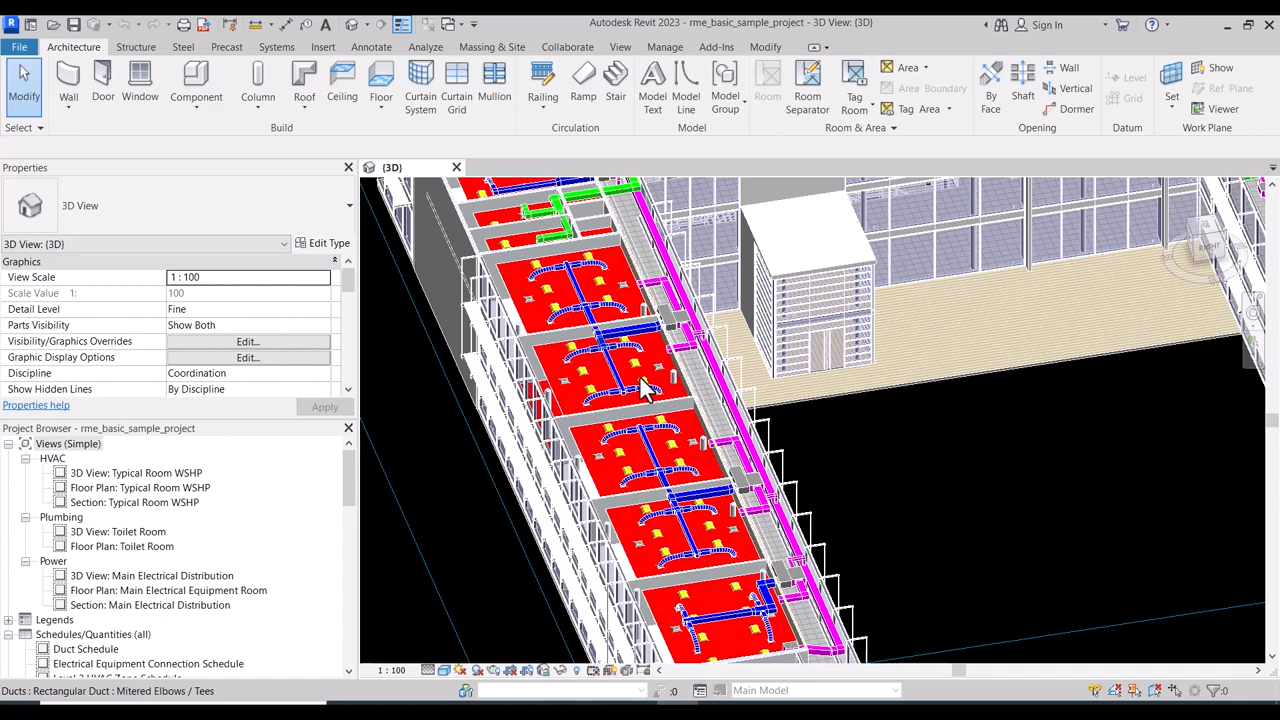 Autodesk Revit 2023 - rme_basic_sample_project - 3D View: {3D}
Sign In
File Architecture Structure Steel Precast Systems Insert Annotate Analyze Massing & Site Collaborate View Manage Add-Ins Modify
Modify Wall Door Window Component Column Roof Ceiling Floor Curtain System Curtain Grid Mullion Railing Ramp Stair Model Text Model Line Model Group Room Room Separator Tag Room
Area
Area Boundary
Tag Area
By Face Shaft Wall
Vertical
Dormer
Level
Grid
Set Show
Ref Plane
Viewer
Select Build Circulation Model Room & Area Opening Datum Work Plane
Properties
{3D}
3D View
3D View: {3D} Edit Type
Graphics
View Scale 1 : 100
Scale Value 1: 100
Detail Level Fine
Parts Visibility Show Both
Visibility/Graphics Overrides Edit...
Graphic Display Options Edit...
Discipline Coordination
Show Hidden Lines By Discipline
Properties help Apply
Project Browser - rme_basic_sample_project
Views (Simple)
HVAC
3D View: Typical Room WSHP
Floor Plan: Typical Room WSHP
Section: Typical Room WSHP
Plumbing
3D View: Toilet Room
Floor Plan: Toilet Room
Power
3D View: Main Electrical Distribution
Floor Plan: Main Electrical Equipment Room
Section: Main Electrical Distribution
Legends
Schedules/Quantities (all)
Duct Schedule
Electrical Equipment Connection Schedule
1 : 100
Ducts : Rectangular Duct : Mitered Elbows / Tees
:0
Main Model
:0